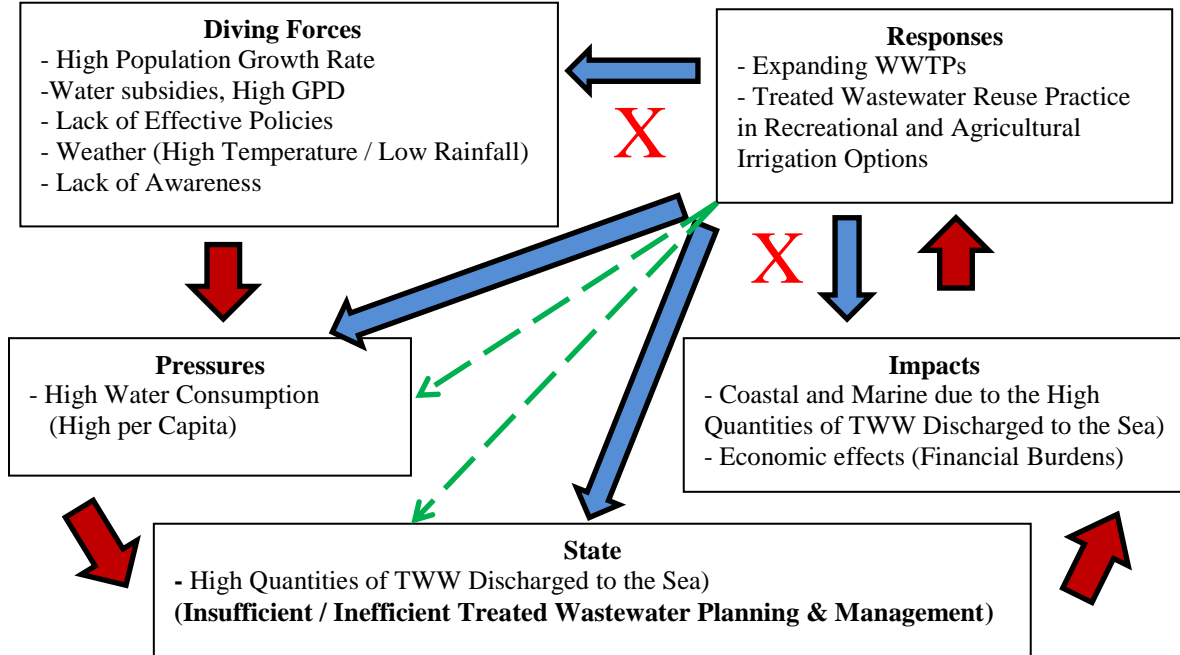 Diving Forces
- High Population Growth Rate
-Water subsidies, High GPD
- Lack of Effective Policies
- Weather (High Temperature / Low Rainfall)
- Lack of Awareness
Responses
- Expanding WWTPs
- Treated Wastewater Reuse Practice
in Recreational and Agricultural
Irrigation Options
X
X
Pressures
- High Water Consumption
(High per Capita)
Impacts
- Coastal and Marine due to the High
Quantities of TWW Discharged to the Sea)
- Economic effects (Financial Burdens)
State
- High Quantities of TWW Discharged to the Sea)
(Insufficient / Inefficient Treated Wastewater Planning & Management)